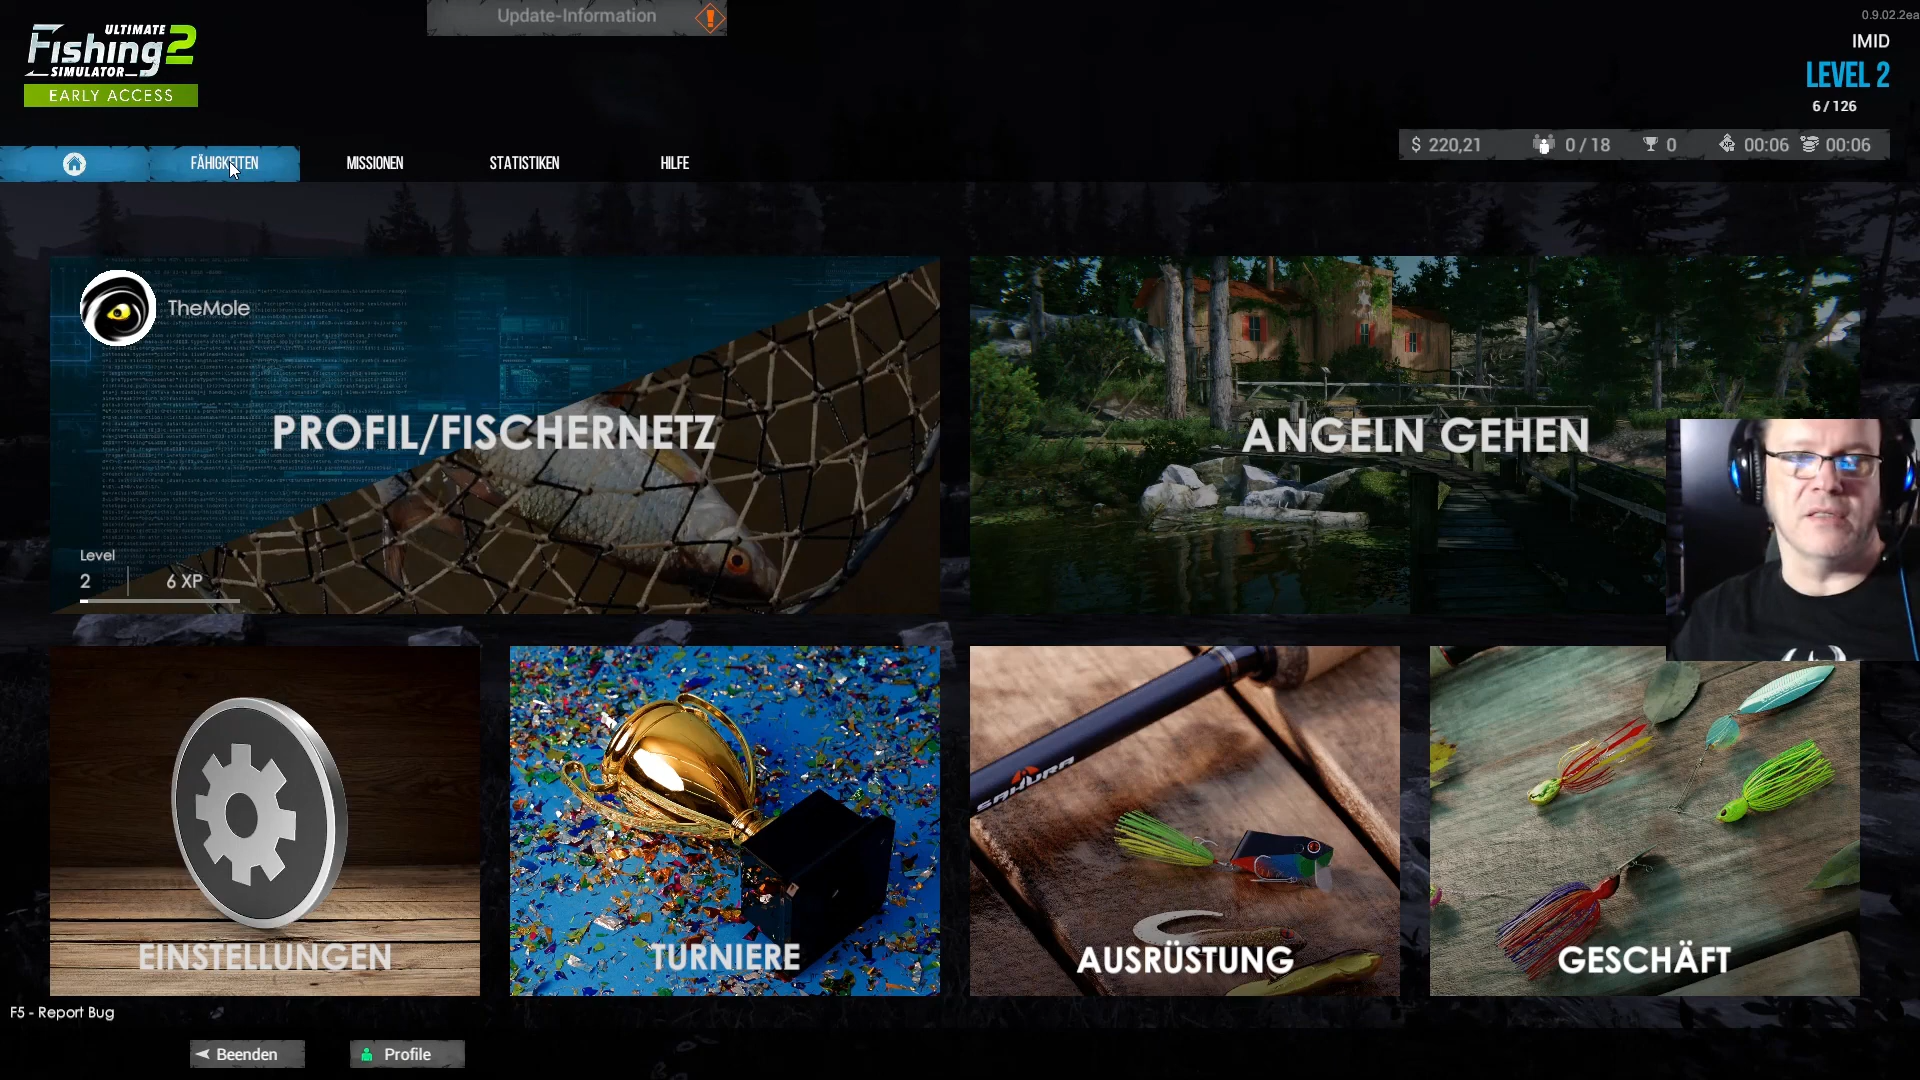 Update-Information
0.9.02.2ea
ULTIMATE
Fishing 2
SIMULATOR
EARLY ACCESS
IMID
LEVEL 2
6 / 126
$ 220,21
0 / 18
0
XP
00:06
00:06
FÄHIGKEITEN
MISSIONEN
STATISTIKEN
HILFE
TheMole
PROFIL/FISCHERNETZ
Level
2
6 XP
ANGELN GEHEN
EINSTELLUNGEN
TURNIERE
SAKURA
AUSRÜSTUNG
GESCHÄFT
F5 - Report Bug
Beenden
Profile